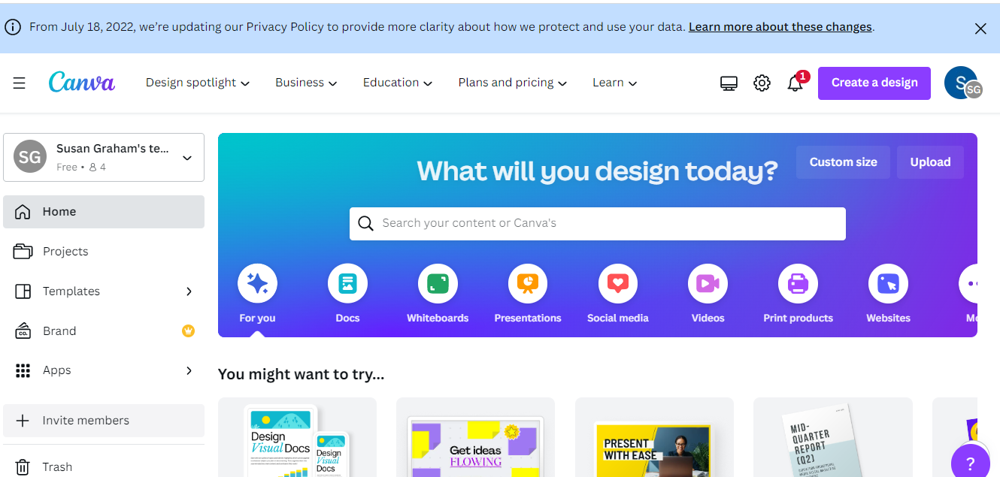 From July 18, 2022, we’re updating our Privacy Policy to provide more clarity about how we protect and use your data. Learn more about these changes.
Canva
Design spotlight
Business
Education
Plans and pricing
Learn
1
Create a design
S
SG
SG
Susan Graham's te...
Free • 4
Home
Projects
Templates
CO.
Brand
Apps
Invite members
Trash
What will you design today?
Custom size
Upload
Search your content or Canva's
For you
Docs
Whiteboards
Presentations
Social media
Videos
Print products
Websites
You might want to try...
Design
Visual Docs
Design
Visual
Docs
Get ideas
FLOWING
PRESENT
WITH EASE
MID-
QUARTER
REPORT
(Q2)
?